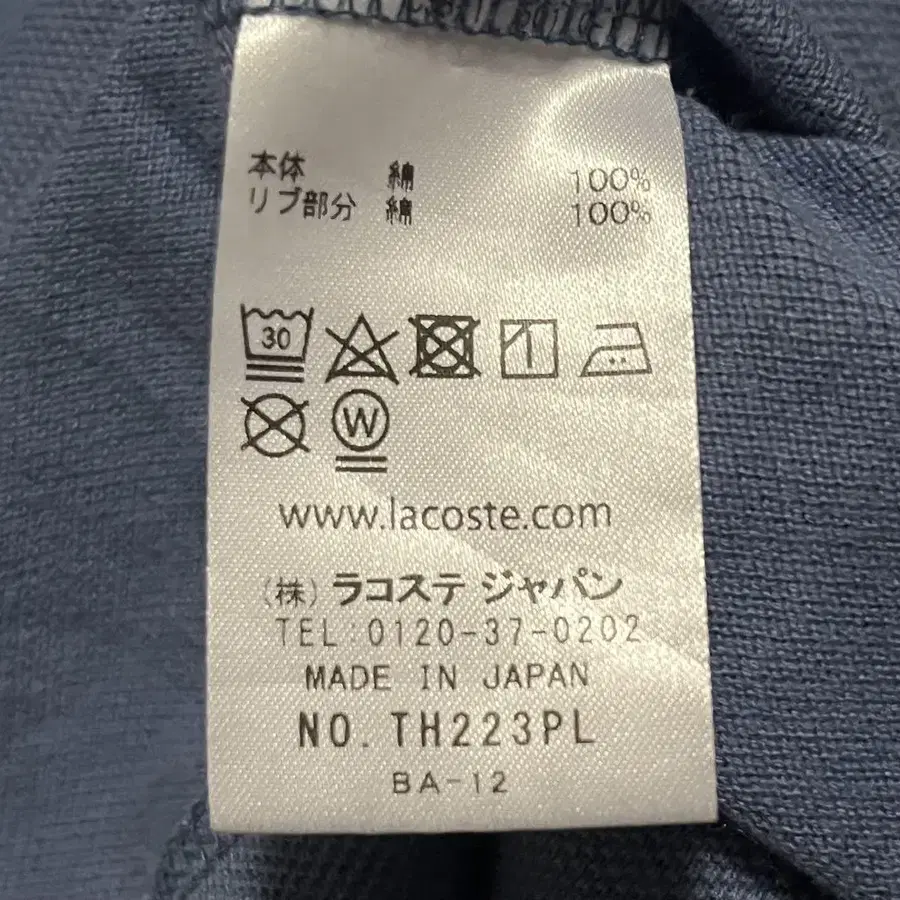 本体 綿 100%
リブ部分 綿 100%
30
W
www.lacoste.com
(株) ラコステ ジャパン
TEL:0120-37-0202
MADE IN JAPAN
NO. TH223PL
BA-12